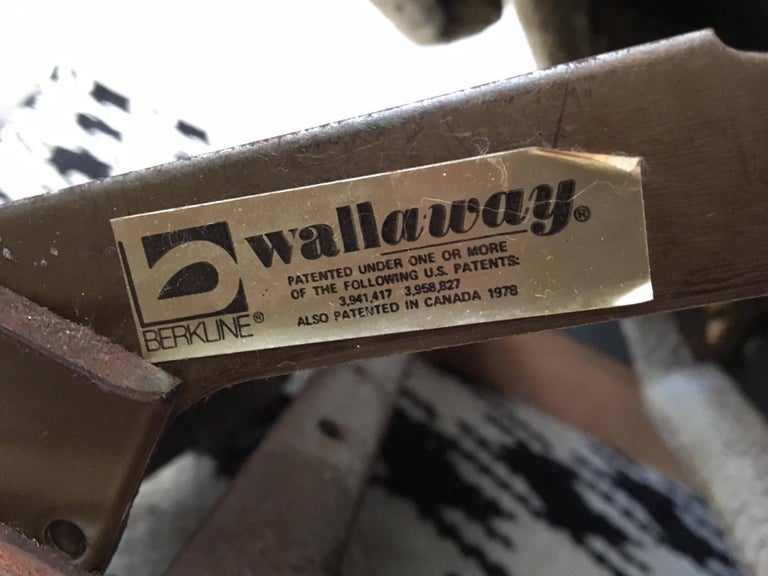 wallaway®
PATENTED UNDER ONE OR MORE
OF THE FOLLOWING U.S. PATENTS:
3,941,417 3,958,827
ALSO PATENTED IN CANADA 1978
BERKLINE®